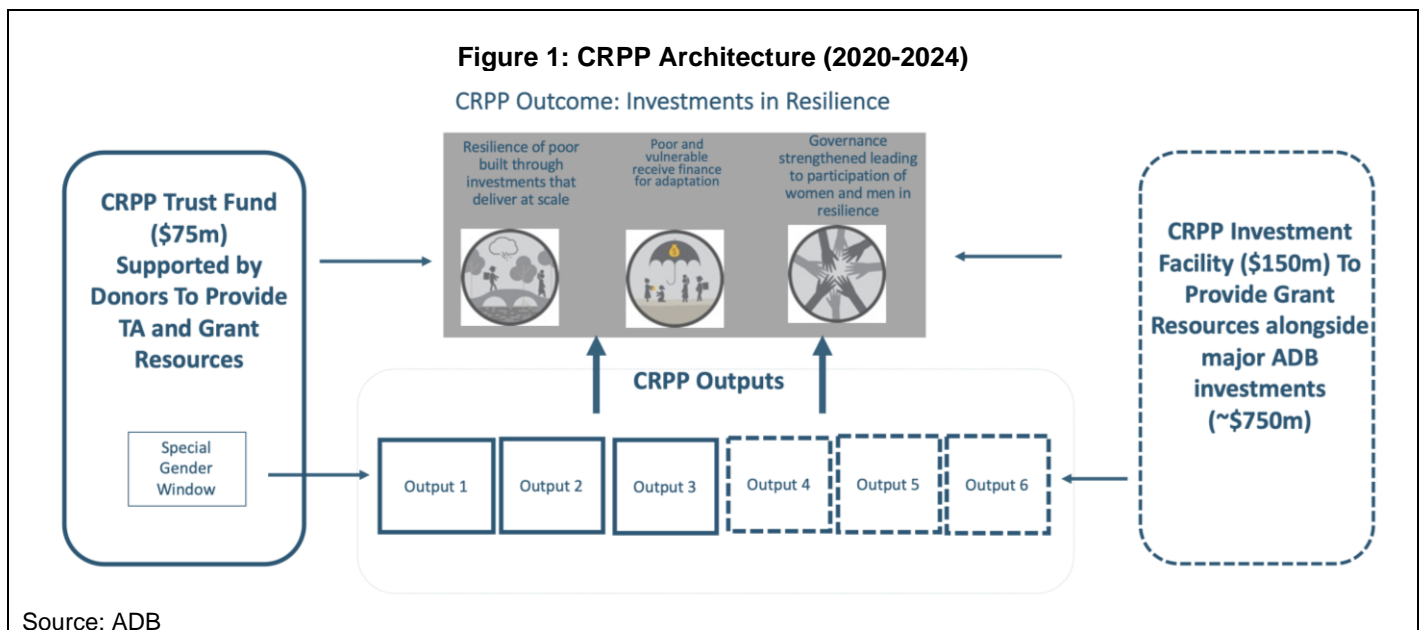 Figure 1: CRPP Architecture (2020-2024)
CRPP Outcome: Investments in Resilience
Resilience of poor
built through
investments that
deliver at scale
Poor and
vulnerable
receive finance
for adaptation
Governance
strengthened leading
to participation of
women and men in
resilience
CRPP Trust Fund
($75m)
Supported by
Donors To Provide
TA and Grant
Resources
Special
Gender
Window
CRPP Outputs
Output 1
Output 2
Output 3
Output 4
Output 5
Output 6
CRPP Investment
Facility ($150m) To
Provide Grant
Resources alongside
major ADB
investments
(~$750m)
Source: ADB